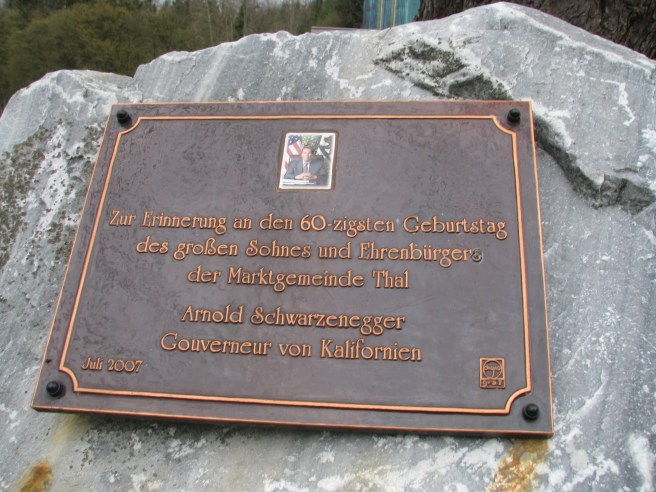 Zur Erinnerung an den 60-zigsten Geburtstag
des großen Sohnes und Ehrenbürgers
der Marktgemeinde Thal
Arnold Schwarzenegger
Gouverneur von Kalifornien
Juli 2007